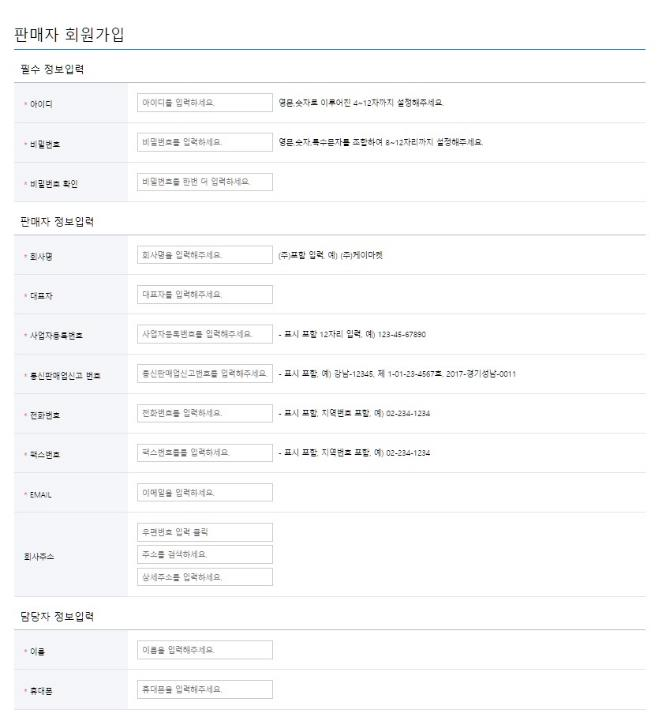 판매자 회원가입
필수 정보입력
* 아이디 아이디를 입력하세요. 영문,숫자로 이루어진 4~12자까지 설정해주세요.
* 비밀번호 비밀번호를 입력하세요. 영문,숫자,특수문자를 조합하여 8~12자리까지 설정해주세요.
* 비밀번호 확인 비밀번호를 한번 더 입력하세요.
판매자 정보입력
* 회사명 회사명을 입력해주세요. (주)포함 입력, 예) (주)케이마켓
* 대표자 대표자를 입력해주세요.
* 사업자등록번호 사업자등록번호를 입력해주세요. - 표시 포함 12자리 입력, 예) 123-45-67890
* 통신판매업신고 번호 통신판매업신고번호를 입력해주세요. - 표시 포함, 예) 강남-12345, 제 1-01-23-4567호, 2017-경기성남-0011
* 전화번호 전화번호를 입력하세요. - 표시 포함, 지역번호 포함, 예) 02-234-1234
* 팩스번호 팩스번호를를 입력하세요. - 표시 포함, 지역번호 포함, 예) 02-234-1234
* EMAIL 이메일을 입력하세요.
우편번호 입력 클릭
회사주소 주소를 검색하세요.
상세주소를 입력하세요.
담당자 정보입력
* 이름 이름을 입력해주세요.
* 휴대폰 휴대폰을 입력해주세요.